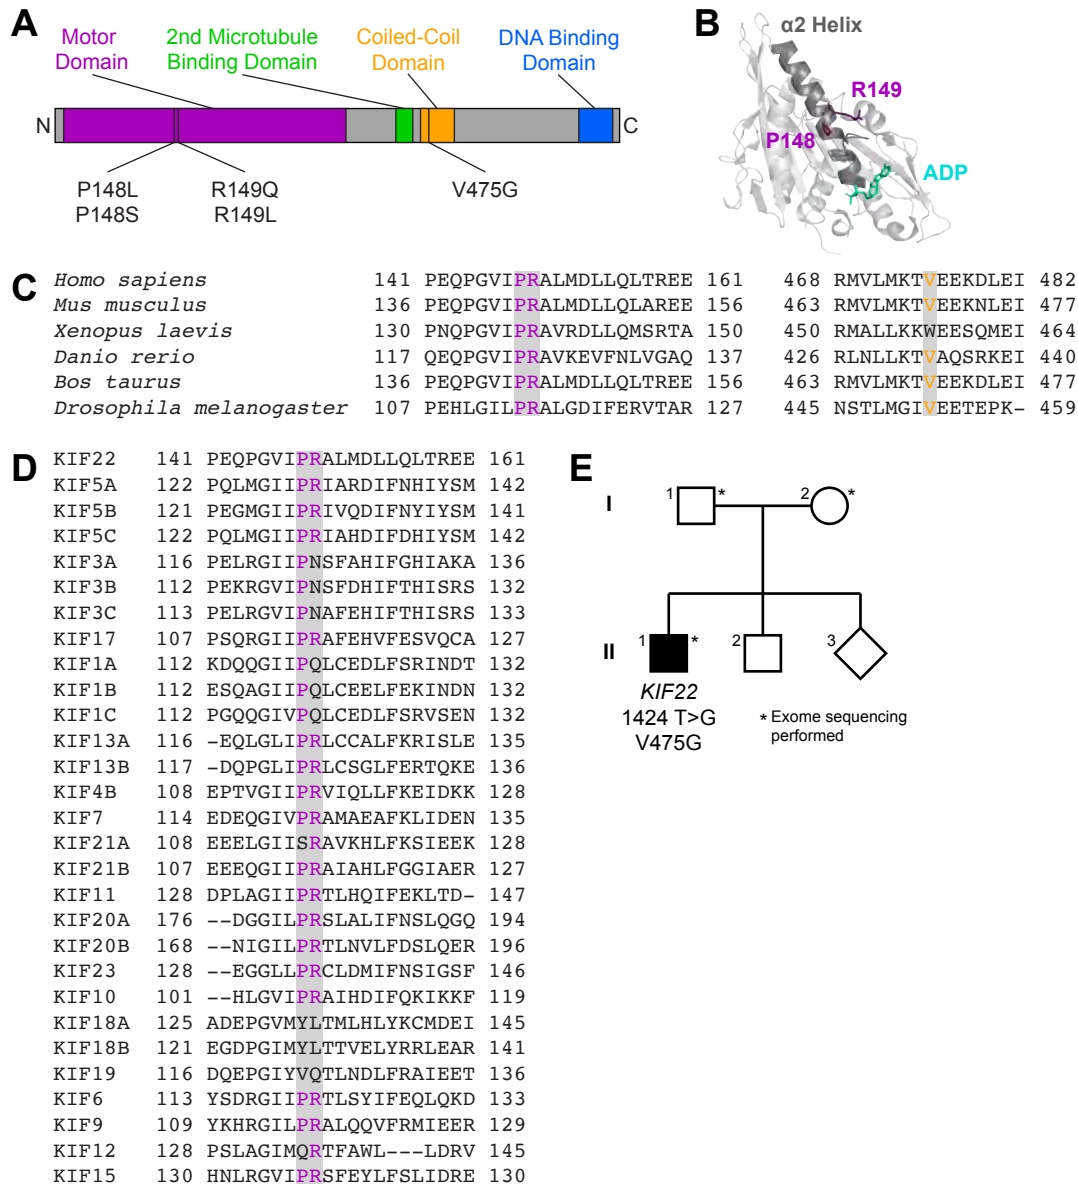 A
Motor Domain
2nd Microtubule Binding Domain
Coiled-Coil Domain
DNA Binding Domain
N
C
P148L
P148S
R149Q
R149L
V475G
B
α2 Helix
R149
P148
ADP
C
Homo sapiens 141 PEQPGVIPRALMDLLQLTREE 161 468 RMVLMKTVEEKDLEI 482
Mus musculus 136 PEQPGVIPRALMDLLQLAREE 156 463 RMVLMKTVEEKNLEI 477
Xenopus laevis 130 PNQPGVIPRAVRDLLQMSRTA 150 450 RMALLKKWEESQMEI 464
Danio rerio 117 QEQPGVIPRAVKEVFNLVGAQ 137 426 RLNLLKTVAQSRKEI 440
Bos taurus 136 PEQPGVIPRALMDLLQLTREE 156 463 RMVLMKTVEEKDLEI 477
Drosophila melanogaster 107 PEHLGILPRALGDIFERVTAR 127 445 NSTLMGIVEETEPK- 459
D
KIF22 141 PEQPGVIPRALMDLLQLTREE 161
KIF5A 122 PQLMGIIPRIARDIFNHIYSM 142
KIF5B 121 PEGMGIIPRIVQDIFNYIYSM 141
KIF5C 122 PQLMGIIPRIAHDIFDHIYSM 142
KIF3A 116 PELRGIIPNSFAHIFGHIAKA 136
KIF3B 112 PEKRGVIPNSFDHIFTHISRS 132
KIF3C 113 PELRGVIPNAFEHIFTHISRS 133
KIF17 107 PSQRGIIPRAFEHVFESVQCA 127
KIF1A 112 KDQQGIIPQLCEDLFSRINDT 132
KIF1B 112 ESQAGIIPQLCEELFEKINDN 132
KIF1C 112 PGQQGIVPQLCEDLFSRVSEN 132
KIF13A 116 -EQLGLIPRLCCALFKRISLE 135
KIF13B 117 -DQPGLIPRLCSGLFERTQKE 136
KIF4B 108 EPTVGIIPRVIQLLFKEIDKK 128
KIF7 114 DEQGIVPRAMAEAFKLIDEN 135
KIF21A 108 EEELGIISRAVKHLFKSIEEK 128
KIF21B 107 EEEQGIIPRAIAHLFGGIAER 127
KIF11 128 DPLAGIIPRTLHQIFEKLTD- 147
KIF20A 176 --DGGILPRSLALIFNSLQGQ 194
KIF20B 168 --NIGILPRTLNVLFDSLQER 196
KIF23 128 --EGGLLPRCLDMIFNSIGSF 146
KIF10 101 --HLGVIPRAIHDIFQKIKKF 119
KIF18A 125 ADEPGVMYLTMLHLYKCMDEI 145
KIF18B 121 EGDPGIMYLTTVELYRRLEAR 141
KIF19 116 DQEPGIYVQTLNDLFRAIEET 136
KIF6 113 YSDRGIIPRTLSYIFEQLQKD 133
KIF9 109 YKHRGILPRALQQVFRMIEER 129
KIF12 128 PSLAGIMQRTFAWL---LDRV 145
KIF15 130 HNLRGVIPRSFEYLFSLIDRE 130
E
I
1
*
2
*
II
1
*
2
3
KIF22
1424 T>G
V475G
* Exome sequencing
performed